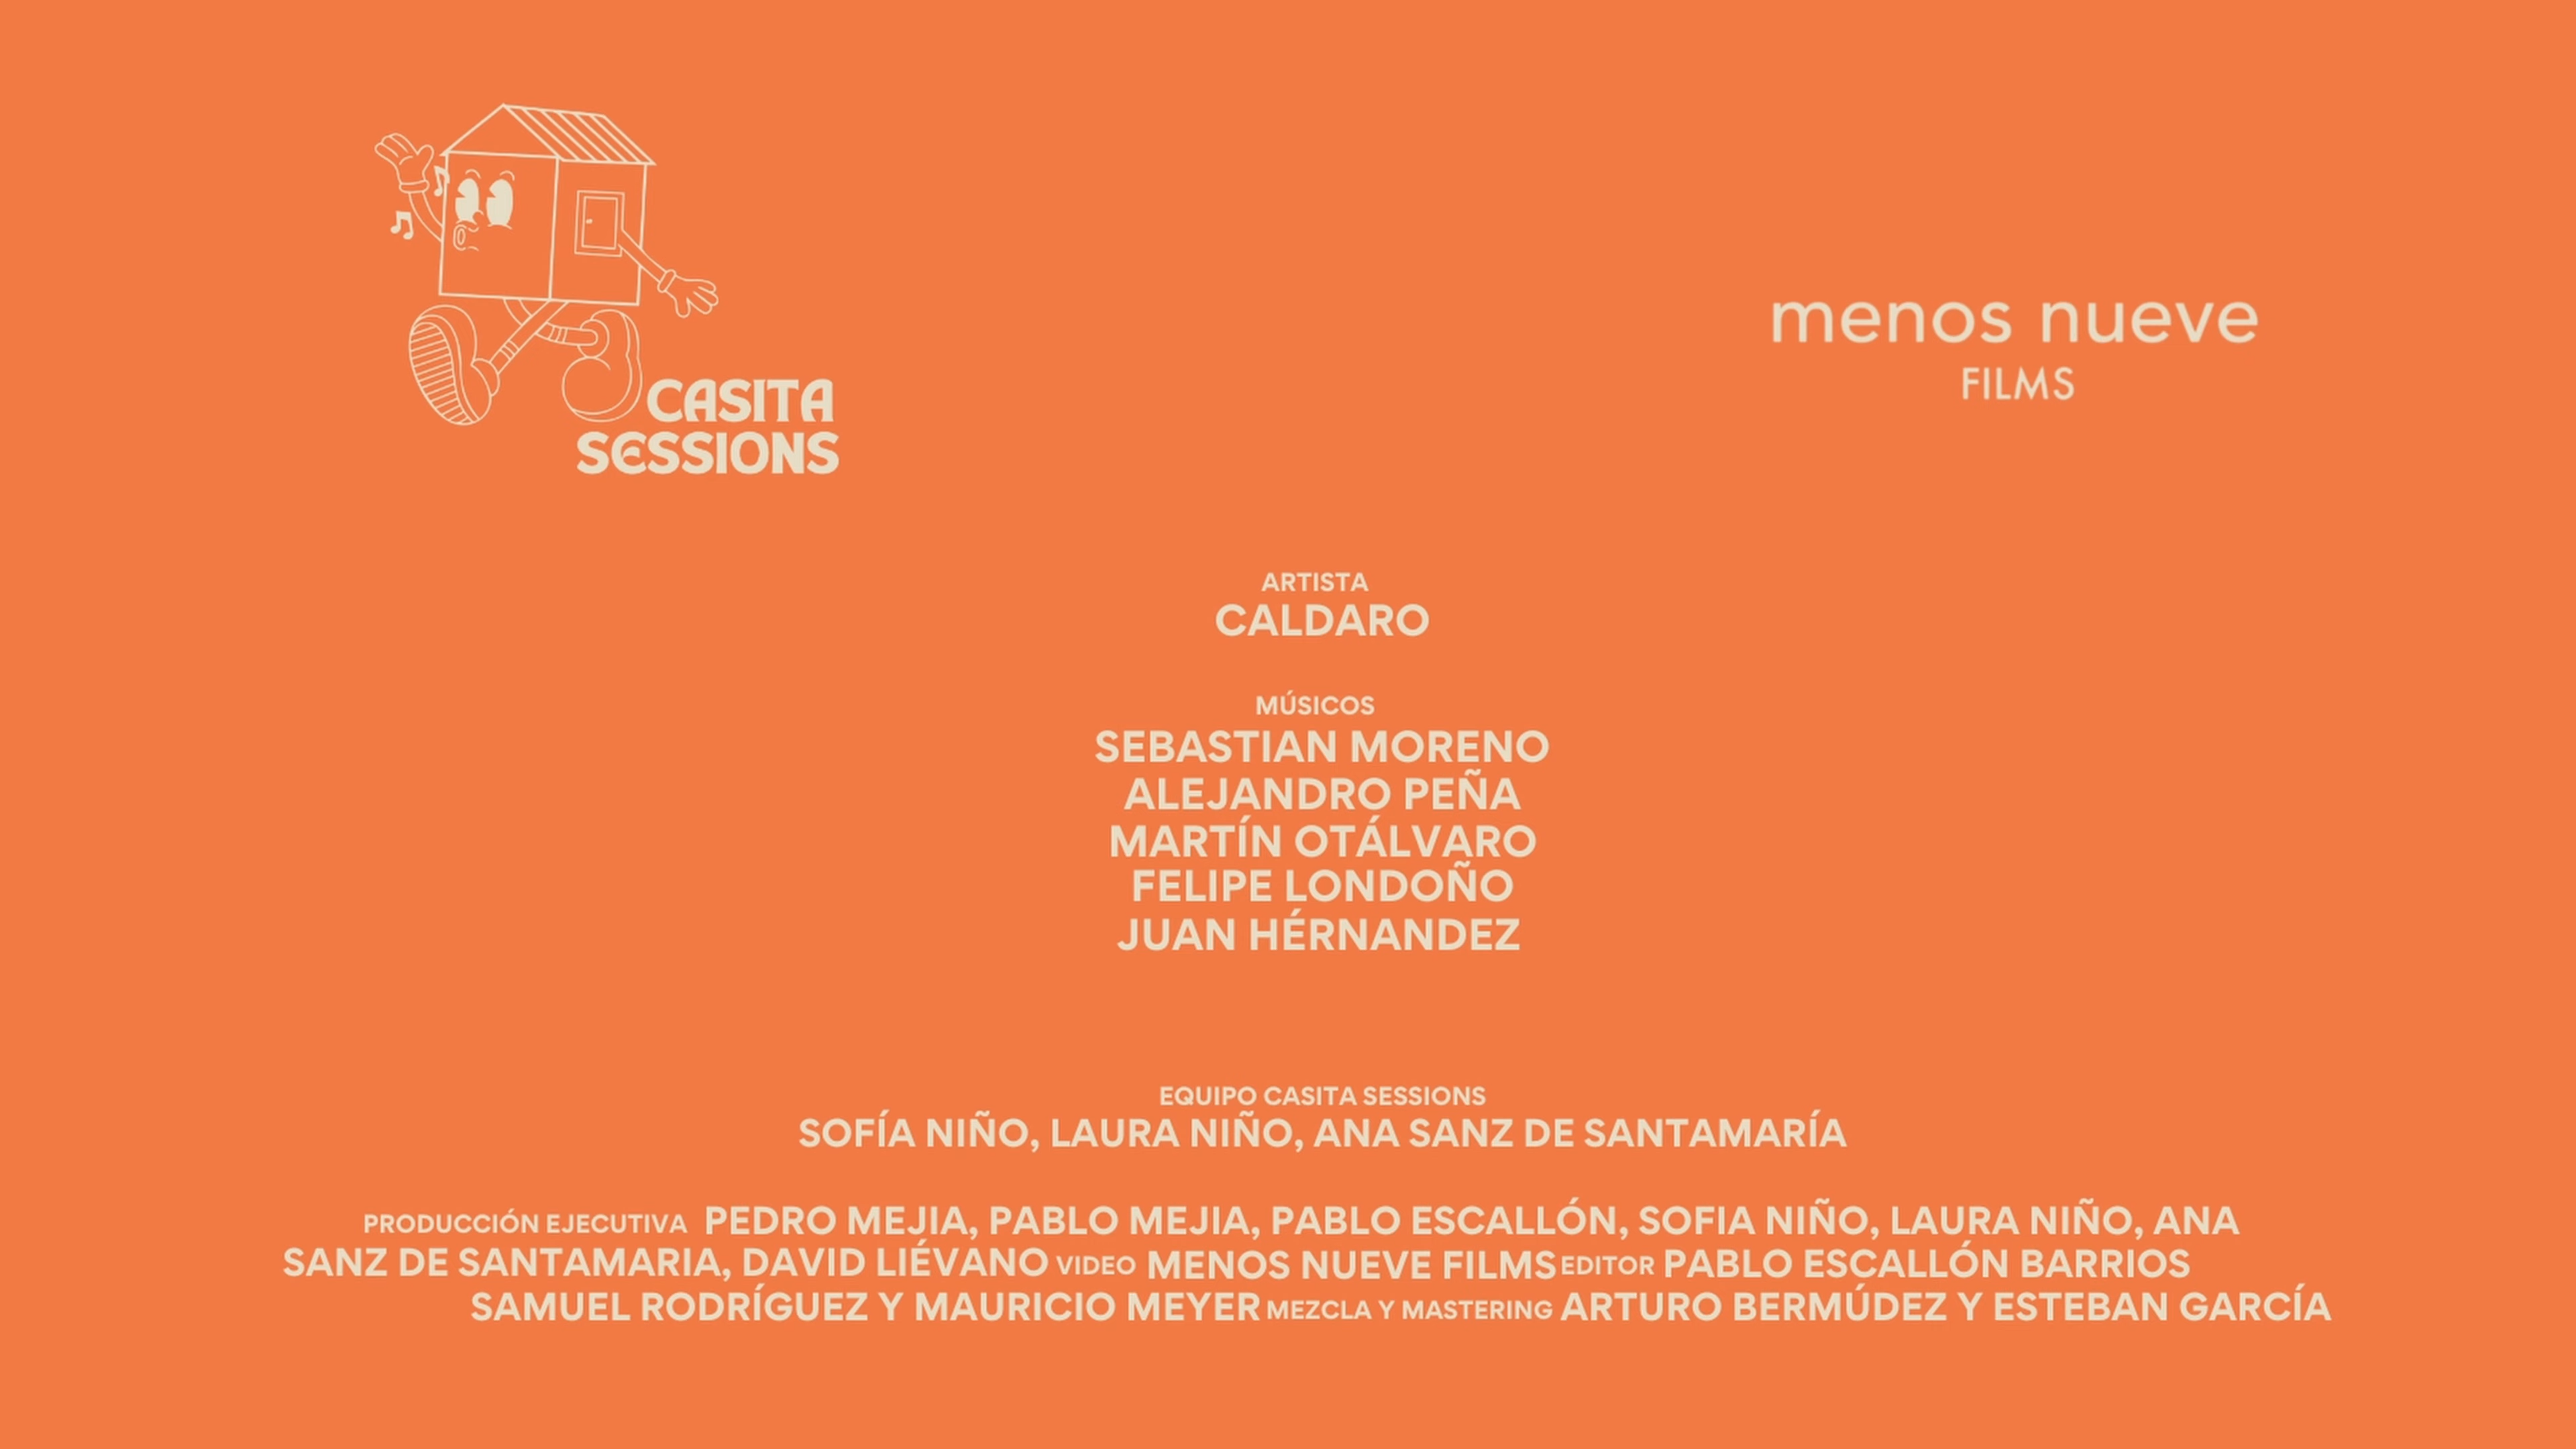 CASITA
SESSIONS
menos nueve
FILMS
ARTISTA
CALDARO
MÚSICOS
SEBASTIAN MORENO
ALEJANDRO PEÑA
MARTÍN OTÁLVARO
FELIPE LONDOÑO
JUAN HÉRNANDEZ
EQUIPO CASITA SESSIONS
SOFÍA NIÑO, LAURA NIÑO, ANA SANZ DE SANTAMARÍA
PRODUCCIÓN EJECUTIVA PEDRO MEJIA, PABLO MEJIA, PABLO ESCALLÓN, SOFIA NIÑO, LAURA NIÑO, ANA
SANZ DE SANTAMARIA, DAVID LIÉVANO VIDEO MENOS NUEVE FILMS EDITOR PABLO ESCALLÓN BARRIOS
SAMUEL RODRÍGUEZ Y MAURICIO MEYER MEZCLA Y MASTERING ARTURO BERMÚDEZ Y ESTEBAN GARCÍA